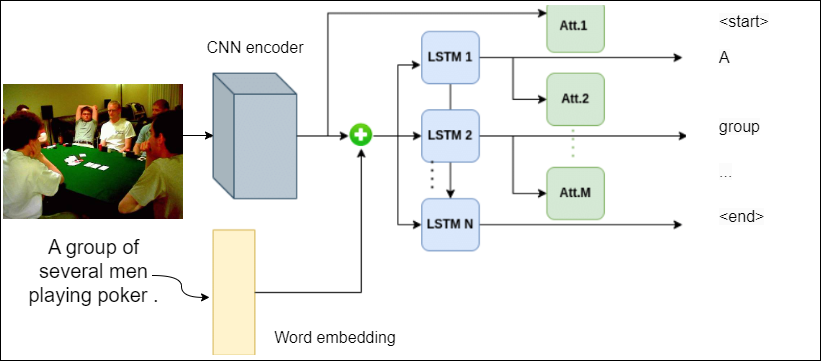 CNN encoder
Att.1
<start>
LSTM 1
A
Att.2
LSTM 2
group
...
Att.M
LSTM N
<end>
A group of
several men
playing poker .
Word embedding